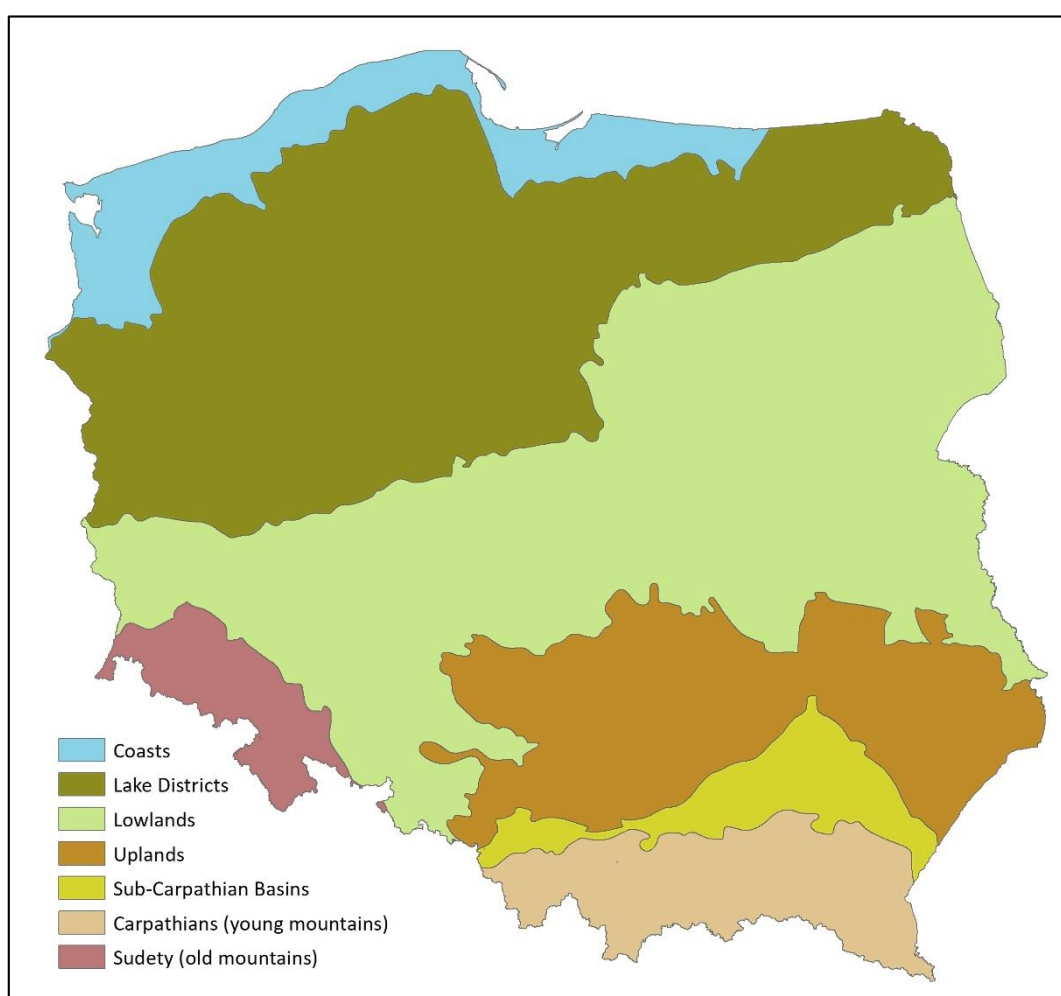 Coasts
Lake Districts
Lowlands
Uplands
Sub-Carpathian Basins
Carpathians (young mountains)
Sudety (old mountains)